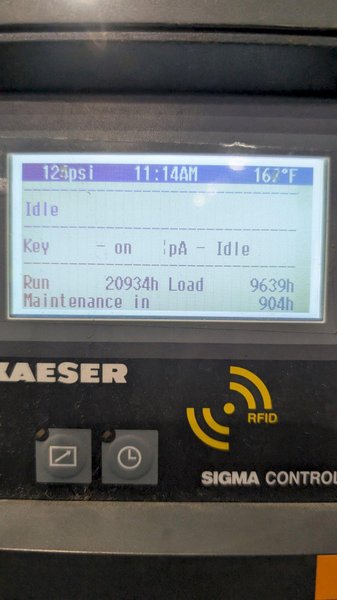 125psi 11:14AM 167°F
Idle
Key - on ¦pA - Idle
Run 20934h Load 9639h
Maintenance in 904h
KAESER
RFID
SIGMA CONTROL